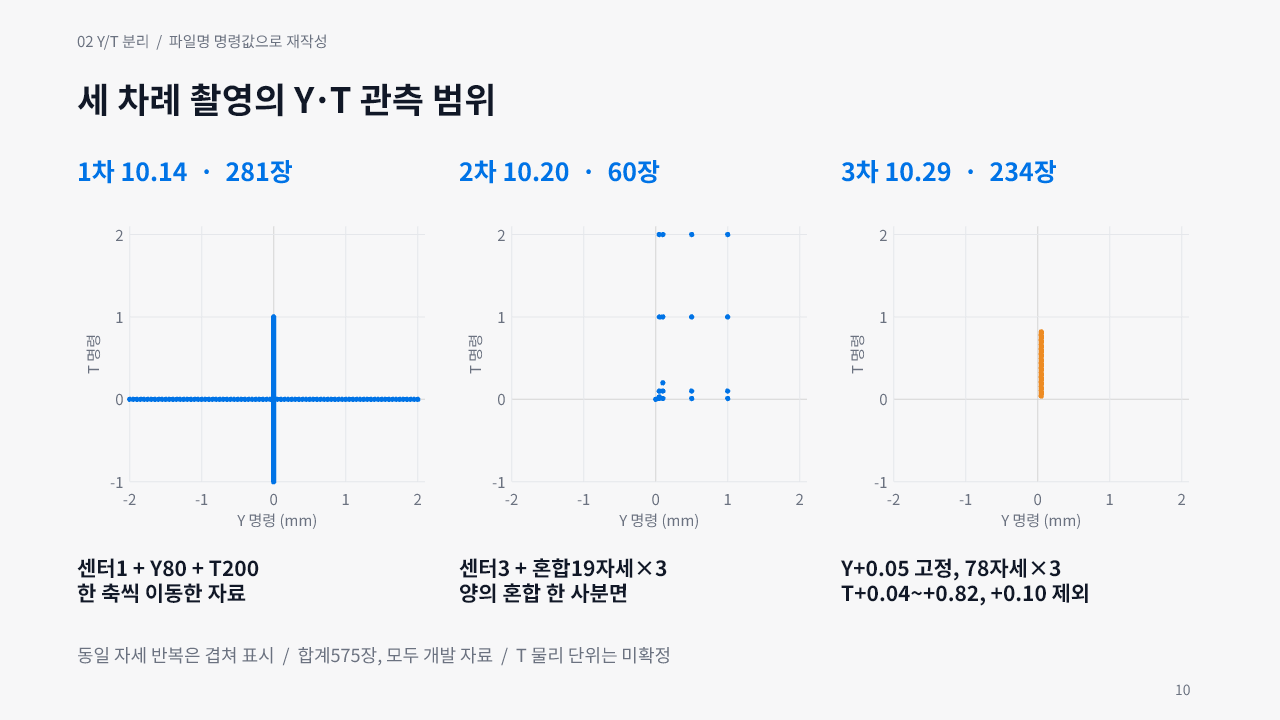 02 Y/T 분리 / 파일명 명령값으로 재작성
세 차례 촬영의 Y·T 관측 범위
1차 10.14 · 281장
2
1
0
-1
T 명령
-2 -1 0 1 2
Y 명령 (mm)
센터1 + Y80 + T200
한 축씩 이동한 자료
2차 10.20 · 60장
2
1
0
-1
T 명령
-2 -1 0 1 2
Y 명령 (mm)
센터3 + 혼합19자세×3
양의 혼합 한 사분면
3차 10.29 · 234장
2
1
0
-1
T 명령
-2 -1 0 1 2
Y 명령 (mm)
Y+0.05 고정, 78자세×3
T+0.04~+0.82, +0.10 제외
동일 자세 반복은 겹쳐 표시 / 합계575장, 모두 개발 자료 / T 물리 단위는 미확정
10